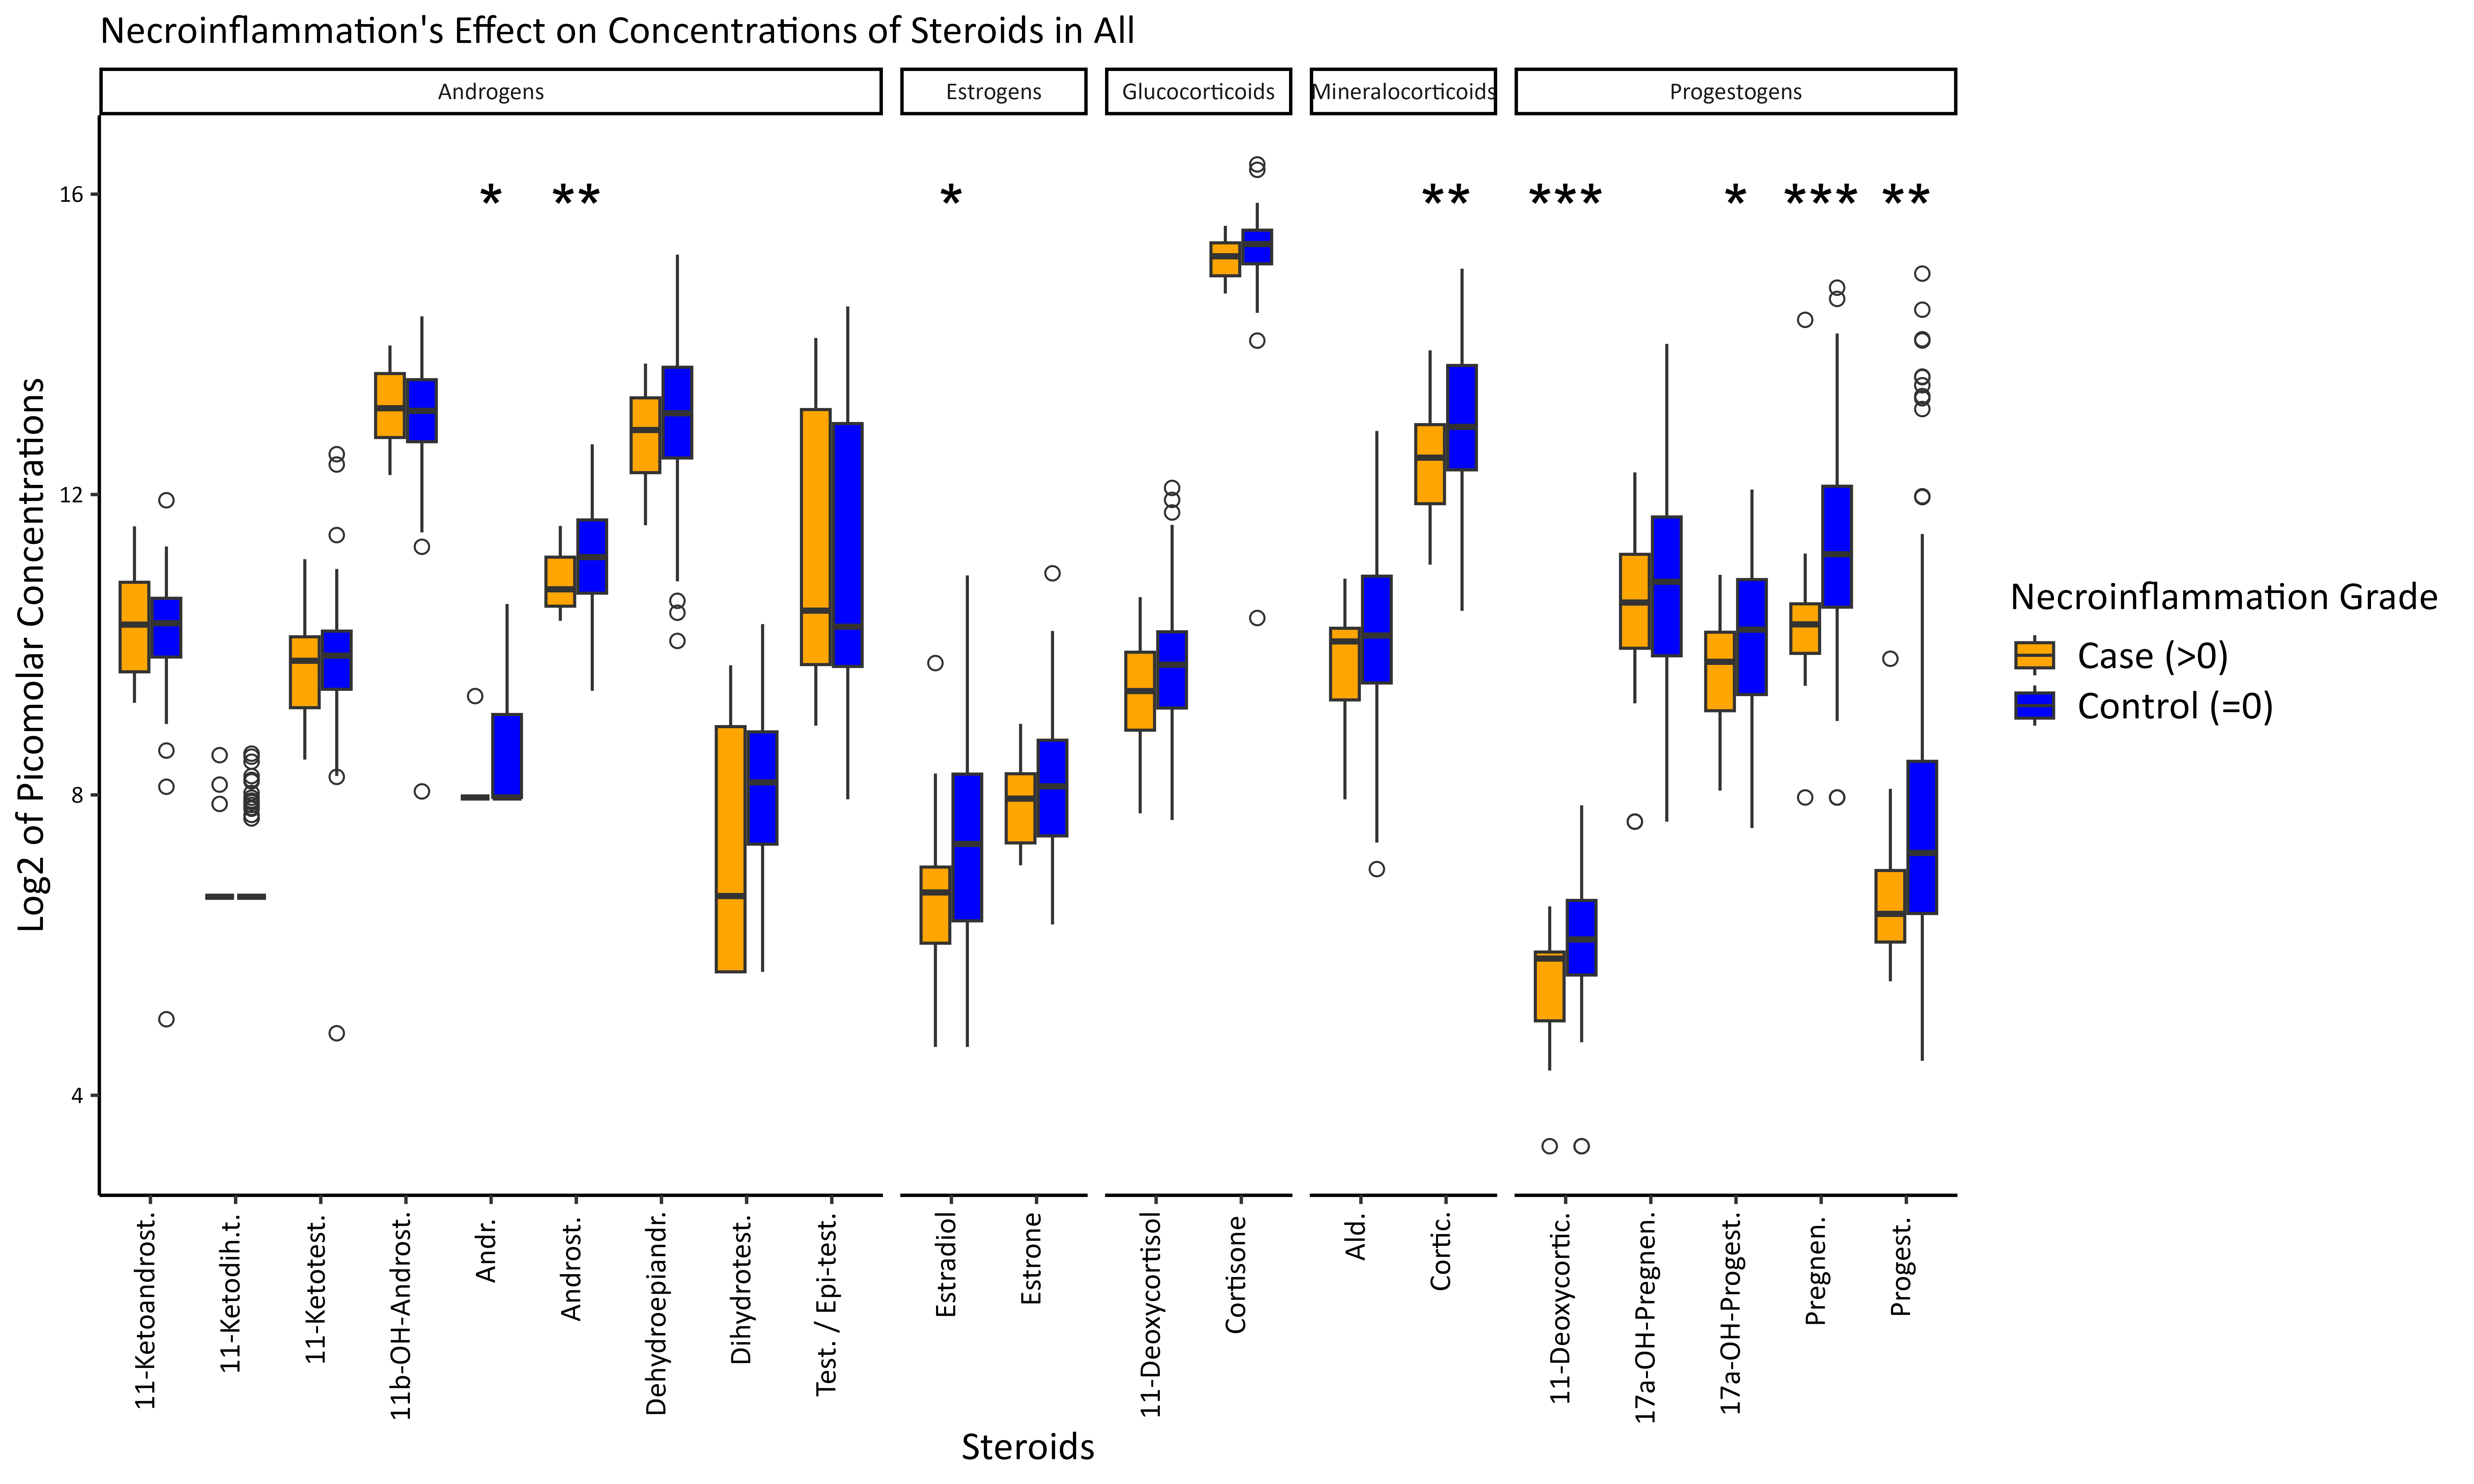 Necroinflammation's Effect on Concentrations of Steroids in All
Androgens
Estrogens
Glucocorticoids
Mineralocorticoids
Progestogens
* ** * ** *** * *** **
Log2 of Picomolar Concentrations
16
12
8
4
11-Ketoandrost.
11-Ketodih.t.
11-Ketotest.
11b-OH-Androst.
Andr.
Androst.
Dehydroepiandr.
Dihydrotest.
Test. / Epi-test.
Estradiol
Estrone
11-Deoxycortisol
Cortisone
Ald.
Cortic.
11-Deoxycortic.
17a-OH-Pregnen.
17a-OH-Progest.
Pregnen.
Progest.
Steroids
Necroinflammation Grade
Case (>0)
Control (=0)